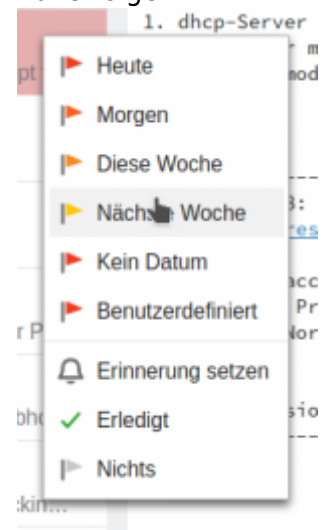 1. dhcp-Server
Heute
Morgen
Diese Woche
Nächste Woche
Kein Datum
Benutzerdefiniert
Erinnerung setzen
Erledigt
Nichts